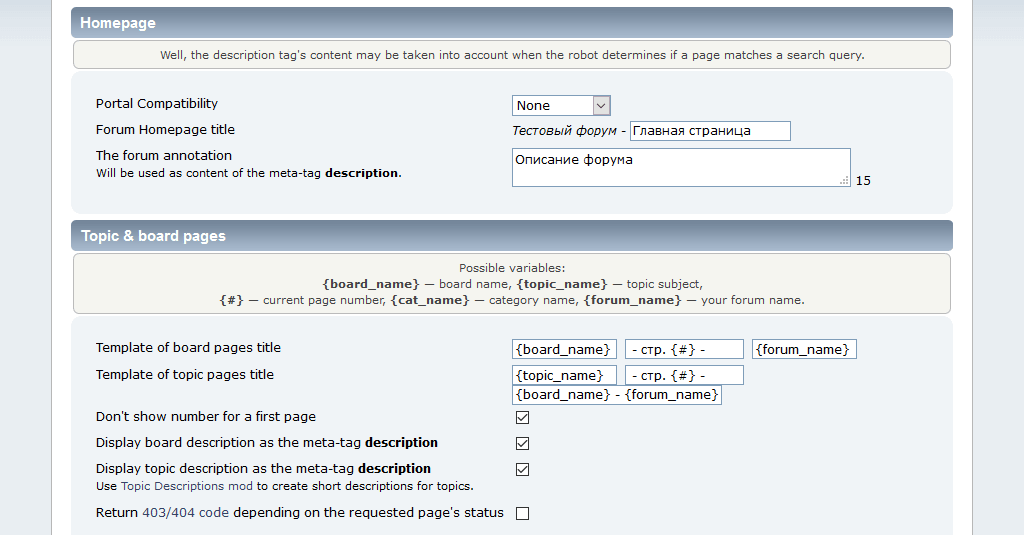 Homepage
Well, the description tag's content may be taken into account when the robot determines if a page matches a search query.
Portal Compatibility None
Forum Homepage title Тестовый форум - Главная страница
The forum annotation Описание форума
Will be used as content of the meta-tag description.
15
Topic & board pages
Possible variables:
{board_name} — board name, {topic_name} — topic subject,
{#} — current page number, {cat_name} — category name, {forum_name} — your forum name.
Template of board pages title {board_name} - стр. {#} - {forum_name}
Template of topic pages title {topic_name} - стр. {#} -
{board_name} - {forum_name}
Don't show number for a first page
Display board description as the meta-tag description
Display topic description as the meta-tag description
Use Topic Descriptions mod to create short descriptions for topics.
Return 403/404 code depending on the requested page's status